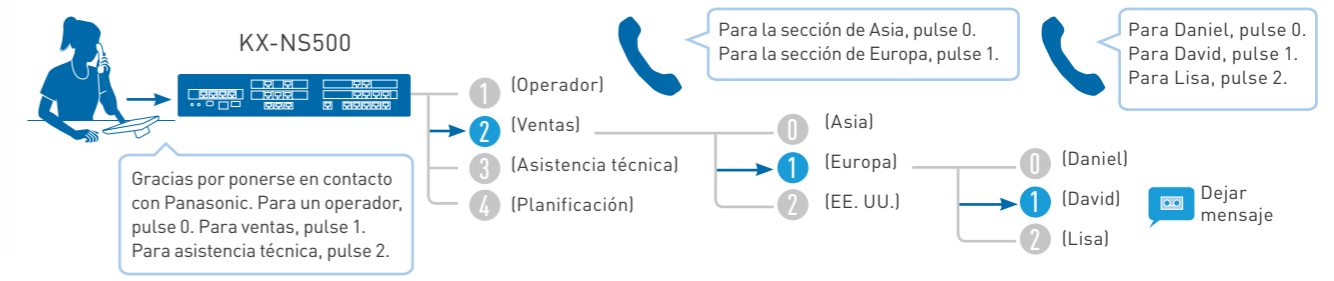 KX-NS500
Gracias por ponerse en contacto
con Panasonic. Para un operador,
pulse 0. Para ventas, pulse 1.
Para asistencia técnica, pulse 2.
1 (Operador)
2 (Ventas)
3 (Asistencia técnica)
4 (Planificación)
Para la sección de Asia, pulse 0.
Para la sección de Europa, pulse 1.
0 (Asia)
1 (Europa)
2 (EE. UU.)
Para Daniel, pulse 0.
Para David, pulse 1.
Para Lisa, pulse 2.
0 (Daniel)
1 (David)
2 (Lisa)
Dejar
mensaje